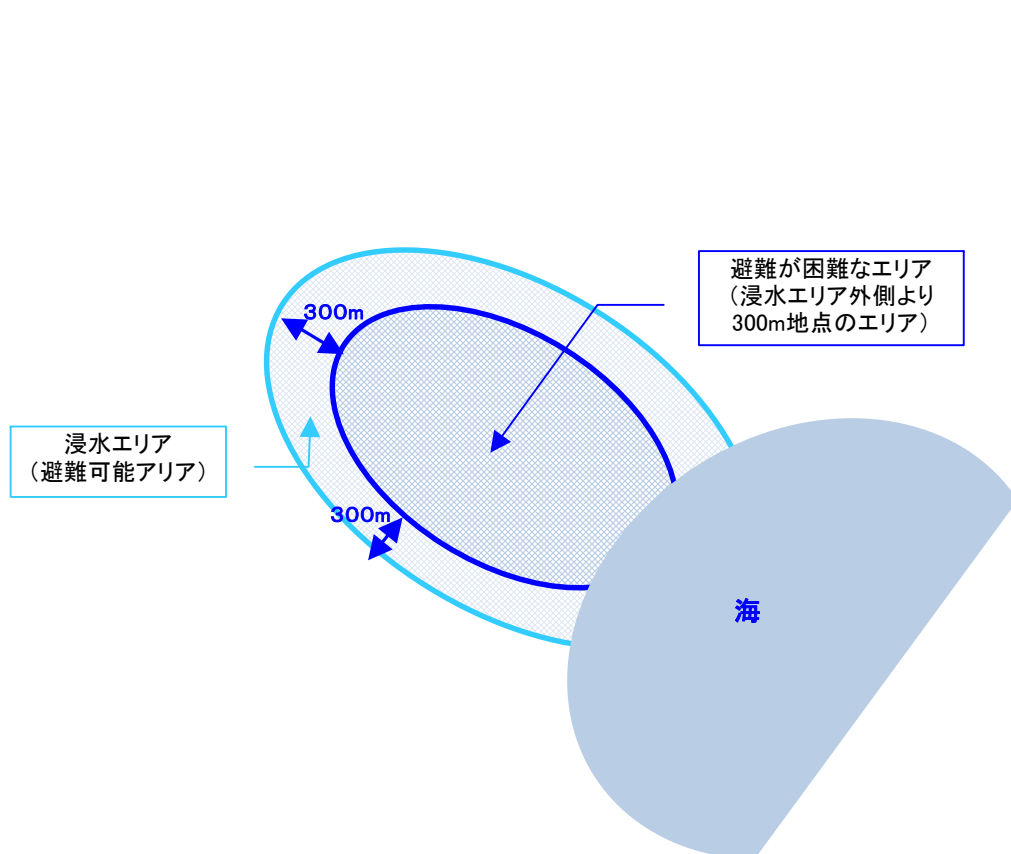 避難が困難なエリア
（浸水エリア外側より
300m地点のエリア）
300m
浸水エリア
（避難可能アリア）
300m
海